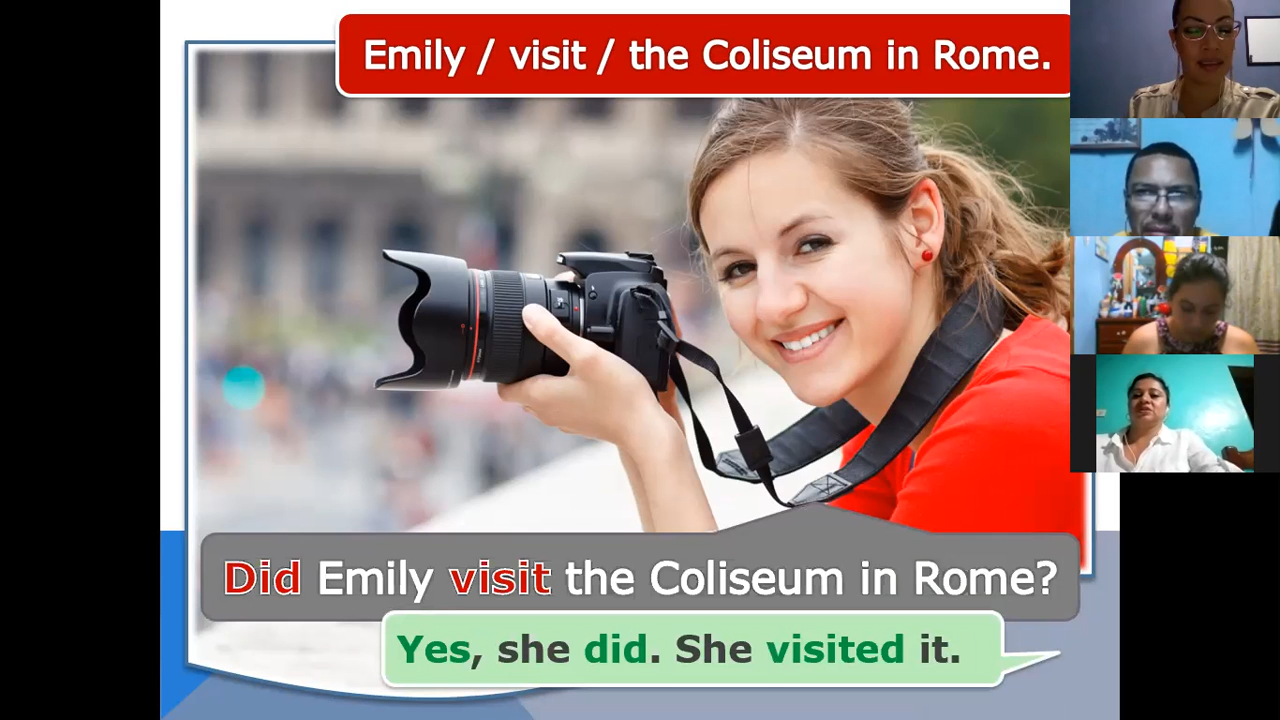 Emily / visit / the Coliseum in Rome.
Did Emily visit the Coliseum in Rome?
Yes, she did. She visited it.